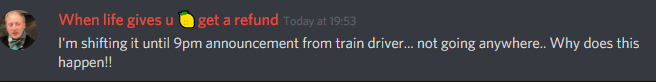 When life gives u 🍋 get a refund Today at 19:53
I'm shifting it until 9pm announcement from train driver... not going anywhere.. Why does this
happen!!